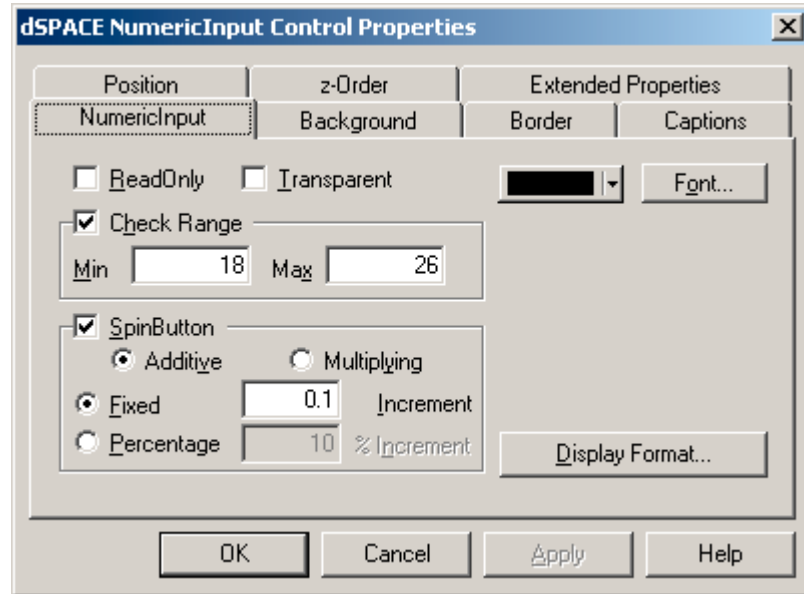 dSPACE NumericInput Control Properties
Position z-Order Extended Properties
NumericInput Background Border Captions
ReadOnly Transparent Font...
Check Range
Min 18 Max 26
SpinButton
Additive Multiplying
Fixed 0.1 Increment
Percentage 10 % Increment
Display Format...
OK Cancel Apply Help